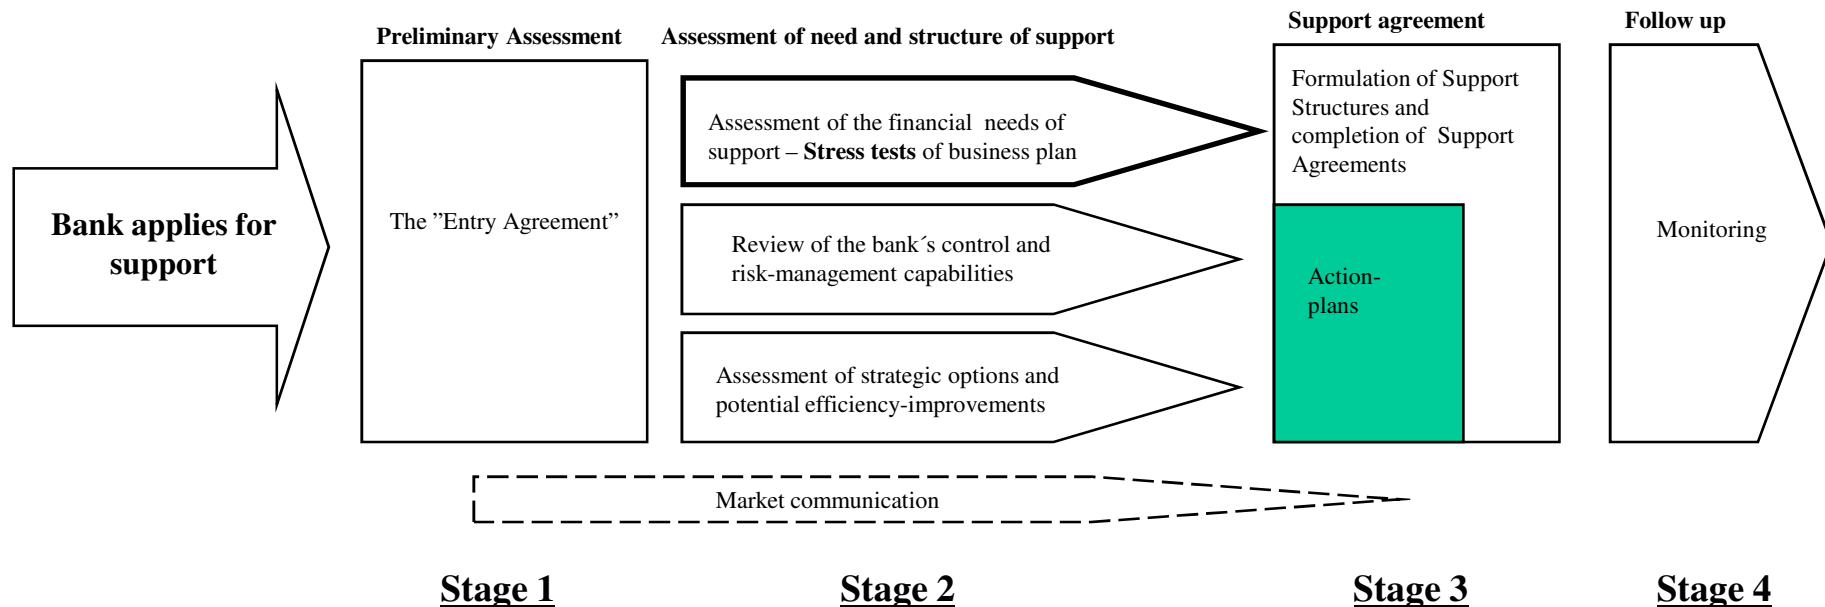 Preliminary Assessment
Assessment of need and structure of support
Support agreement
Follow up
Bank applies for
support
The ”Entry Agreement”
Assessment of the financial needs of
support – Stress tests of business plan
Review of the bank´s control and
risk-management capabilities
Assessment of strategic options and
potential efficiency-improvements
Formulation of Support
Structures and
completion of Support
Agreements
Action-
plans
Monitoring
Market communication
Stage 1
Stage 2
Stage 3
Stage 4